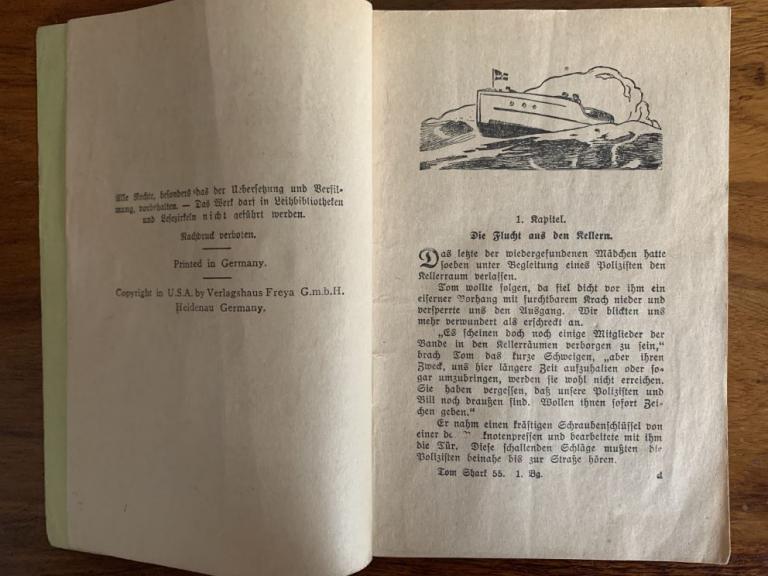 Alle Rechte, besonders das der Uebersetzung und Verfil-
mung, vorbehalten. — Das Werk darf in Leihbibliotheken
und Lesezirkeln nicht geführt werden.
Nachdruck verboten.
Printed in Germany.
Copyright in U.S.A. by Verlagshaus Freya G.m.b.H.
Heidenau Germany.
1. Kapitel.
Die Flucht aus den Kellern.
Das letzte der wiedergefundenen Mädchen hatte
soeben unter Begleitung eines Polizisten den
Kellerraum verlassen.
Tom wollte folgen, da fiel dicht vor ihm ein
eiserner Vorhang mit furchtbarem Krach nieder und
versperrte uns den Ausgang. Wir blickten uns
mehr verwundert als erschreckt an.
„Es scheinen doch noch einige Mitglieder der
Bande in den Kellerräumen verborgen zu sein,“
brach Tom das kurze Schweigen, „aber ihren
Zweck, uns hier längere Zeit aufzuhalten oder so-
gar umzubringen, werden sie wohl nicht erreichen.
Sie haben vergessen, daß unsere Polizisten und
Bill noch draußen sind. Wollen ihnen sofort Zei-
chen geben.“
Er nahm einen kräftigen Schraubenschlüssel von
einer de knotenpressen und bearbeitete mit ihm
die Tür. Diese schallenden Schläge mußten die
Polizisten beinahe bis zur Straße hören.
Tom Shark 55. 1. Bg.